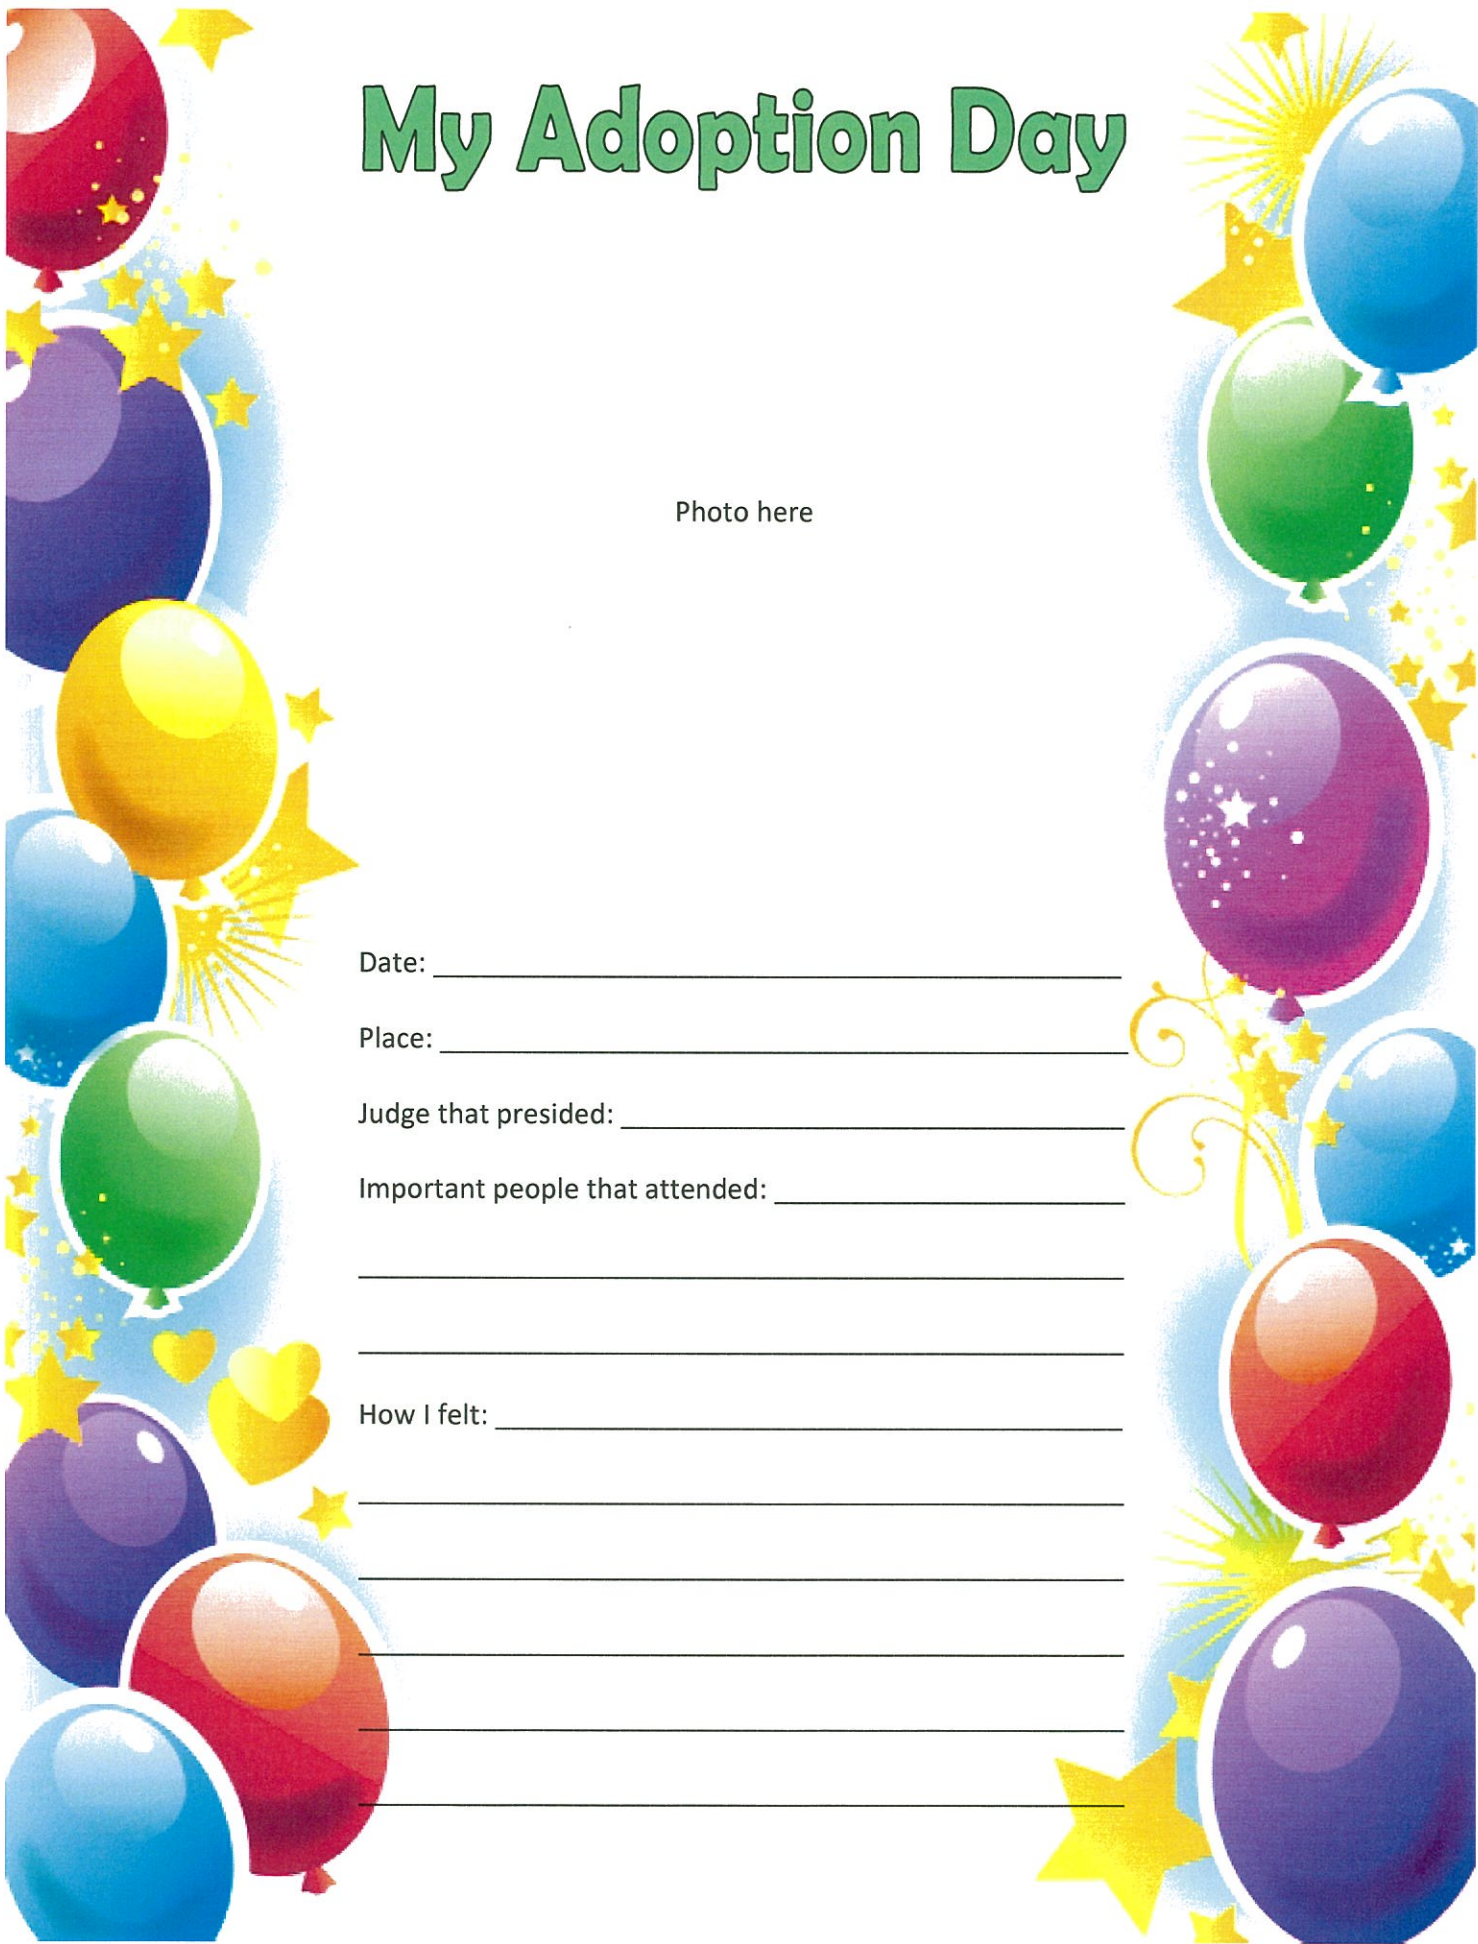 My Adoption Day
Photo here
Date:
Place:
Judge that presided:
Important people that attended:
How I felt: